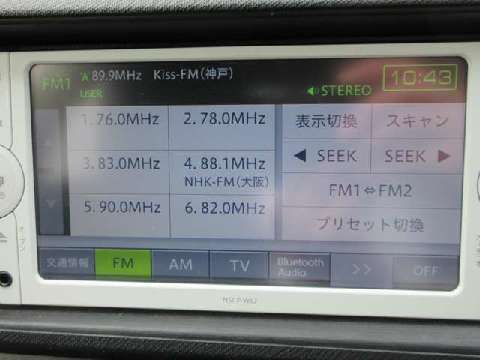 FM1 A 89.9MHz Kiss-FM(神戸) 10:43
USER STEREO
1.76.0MHz 2.78.0MHz 表示切換 スキャン
3.83.0MHz 4.88.1MHz ◀ SEEK SEEK ▶
NHK-FM(大阪)
FM1⇔FM2
5.90.0MHz 6.82.0MHz プリセット切換
交通情報 FM AM TV Bluetooth Audio >> OFF